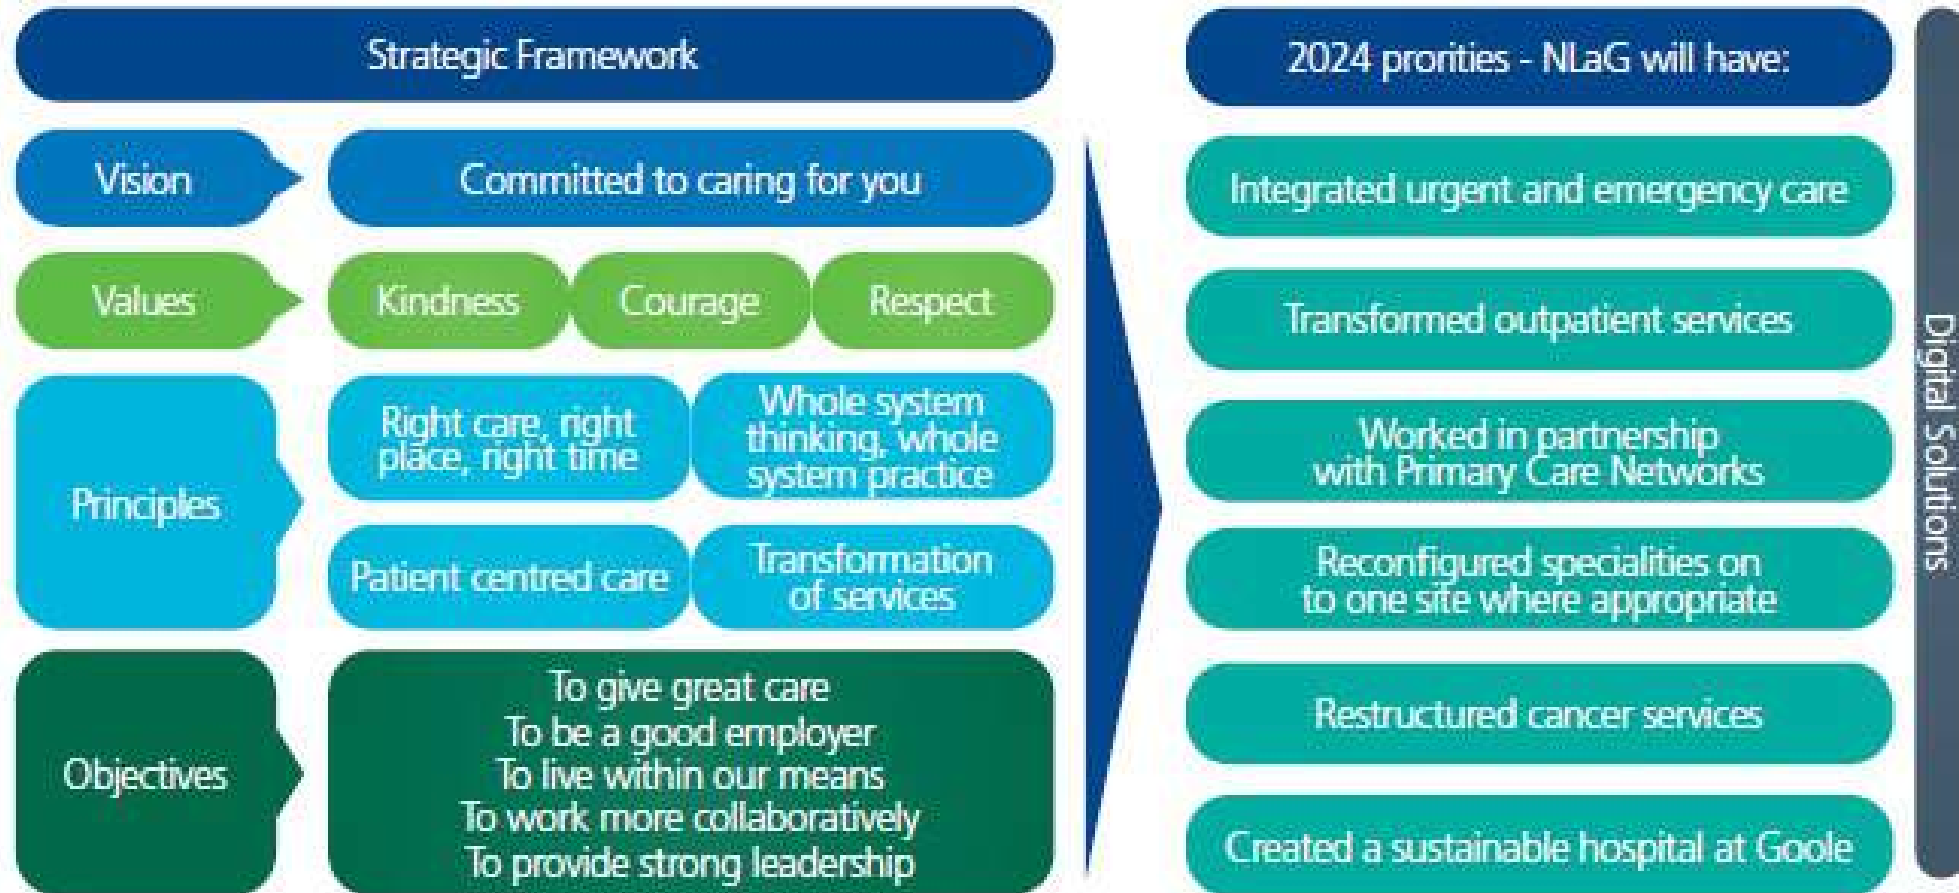 Strategic Framework
Vision
Committed to caring for you
Values
Kindness
Courage
Respect
Principles
Right care, right
place, right time
Whole system
thinking, whole
system practice
Patient centred care
Transformation
of services
Objectives
To give great care
To be a good employer
To live within our means
To work more collaboratively
To provide strong leadership
2024 prorities - NLaG will have:
Integrated urgent and emergency care
Transformed outpatient services
Worked in partnership
with Primary Care Networks
Reconfigured specialities on
to one site where appropriate
Restructured cancer services
Created a sustainable hospital at Goole
Digital Solutions